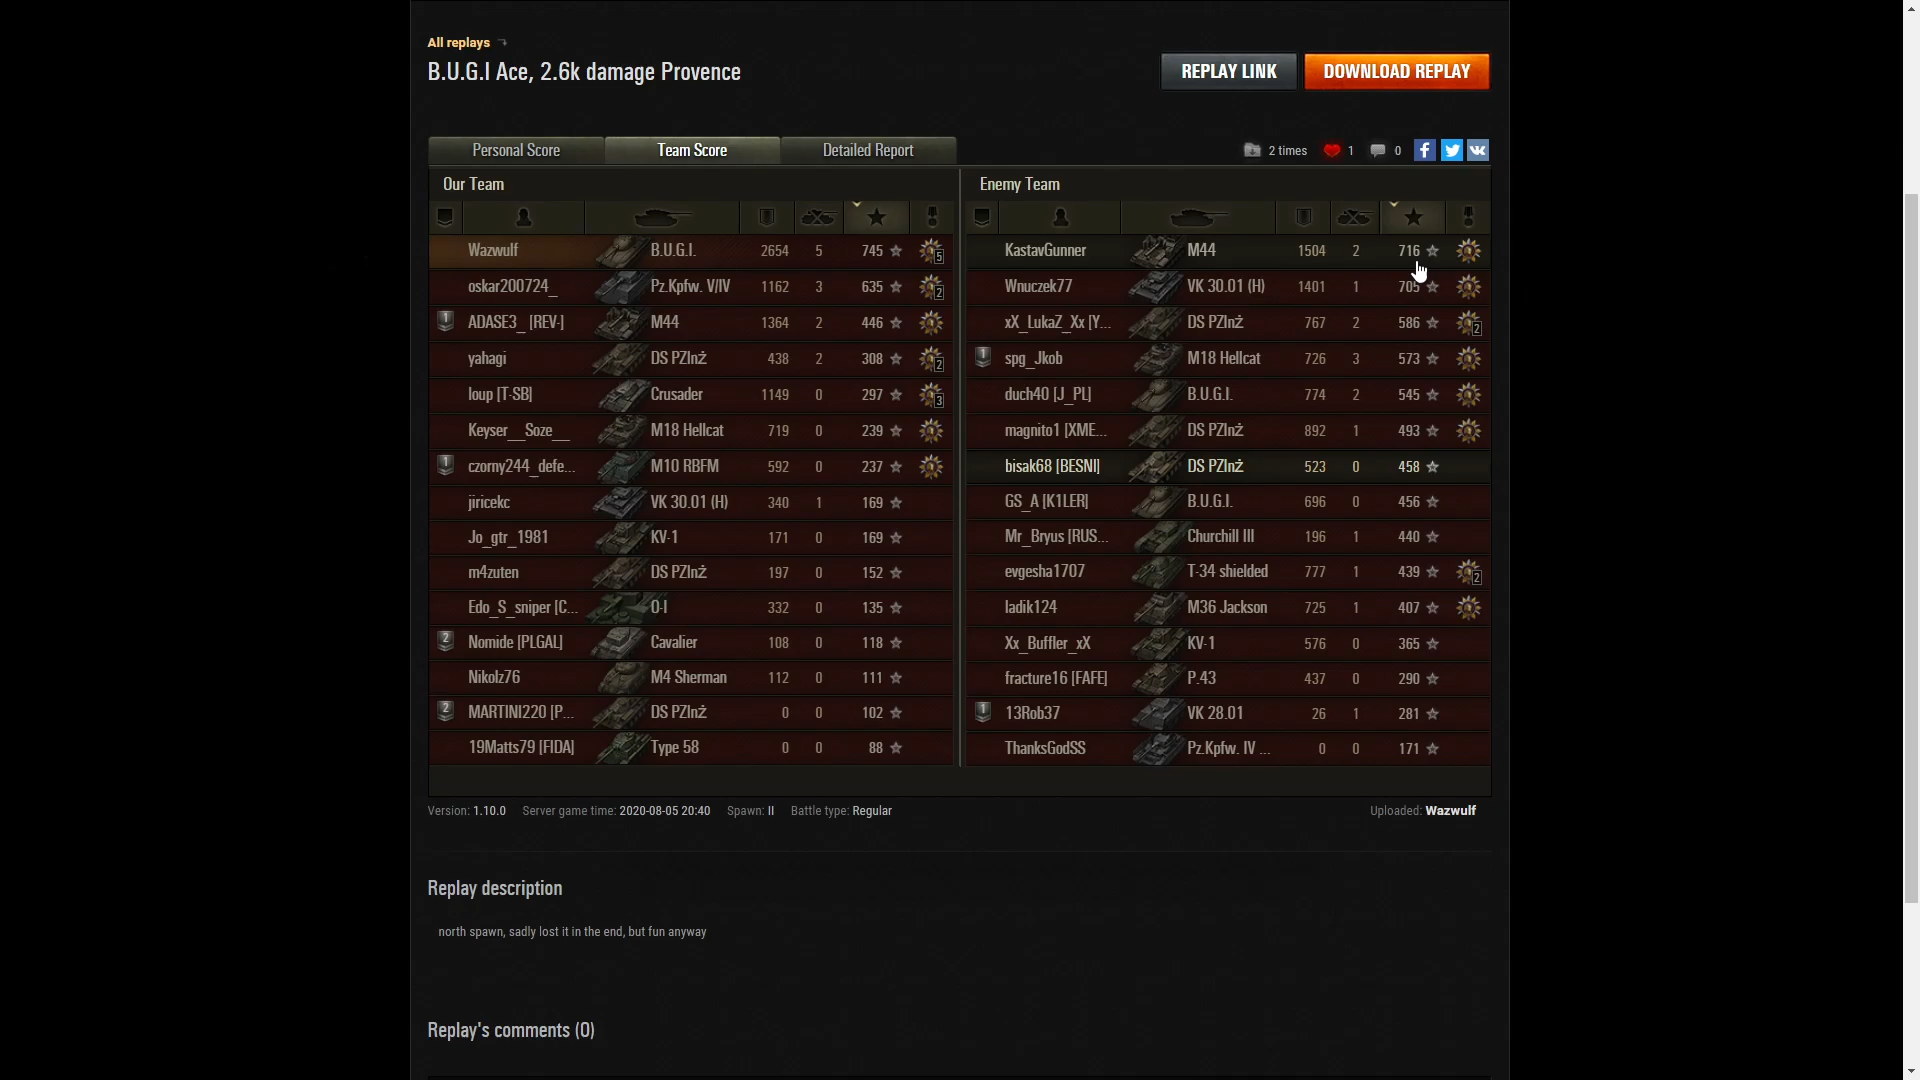 All replays
B.U.G.I Ace, 2.6k damage Provence
REPLAY LINK
DOWNLOAD REPLAY
Personal Score
Team Score
Detailed Report
2 times
1
0
Our Team
Enemy Team
Wazwulf B.U.G.I. 2654 5 745 5
oskar200724_ Pz.Kpfw. V/IV 1162 3 635 2
1 ADASE3_ [REV-] M44 1364 2 446
yahagi DS PZInż 438 2 308 2
loup [T-SB] Crusader 1149 0 297 3
Keyser__Soze__ M18 Hellcat 719 0 239
1 czorny244_defe... M10 RBFM 592 0 237
jiricekc VK 30.01 (H) 340 1 169
Jo_gtr_1981 KV-1 171 0 169
m4zuten DS PZInż 197 0 152
Edo_S_sniper [C... O-I 332 0 135
2 Nomide [PLGAL] Cavalier 108 0 118
Nikolz76 M4 Sherman 112 0 111
2 MARTINI220 [P... DS PZInż 0 0 102
19Matts79 [FIDA] Type 58 0 0 88
KastavGunner M44 1504 2 716
Wnuczek77 VK 30.01 (H) 1401 1 705
xX_LukaZ_Xx [Y... DS PZInż 767 2 586 2
1 spg_Jkob M18 Hellcat 726 3 573
duch40 [J_PL] B.U.G.I. 774 2 545
magnito1 [XME... DS PZInż 892 1 493
bisak68 [BESNI] DS PZInż 523 0 458
GS_A [K1LER] B.U.G.I. 696 0 456
Mr_Bryus [RUS... Churchill III 196 1 440
evgesha1707 T-34 shielded 777 1 439 2
ladik124 M36 Jackson 725 1 407
Xx_Buffler_xX KV-1 576 0 365
fracture16 [FAFE] P.43 437 0 290
1 13Rob37 VK 28.01 26 1 281
ThanksGodSS Pz.Kpfw. IV ... 0 0 171
Version: 1.10.0 Server game time: 2020-08-05 20:40 Spawn: II Battle type: Regular
Uploaded: Wazwulf
Replay description
north spawn, sadly lost it in the end, but fun anyway
Replay's comments (0)